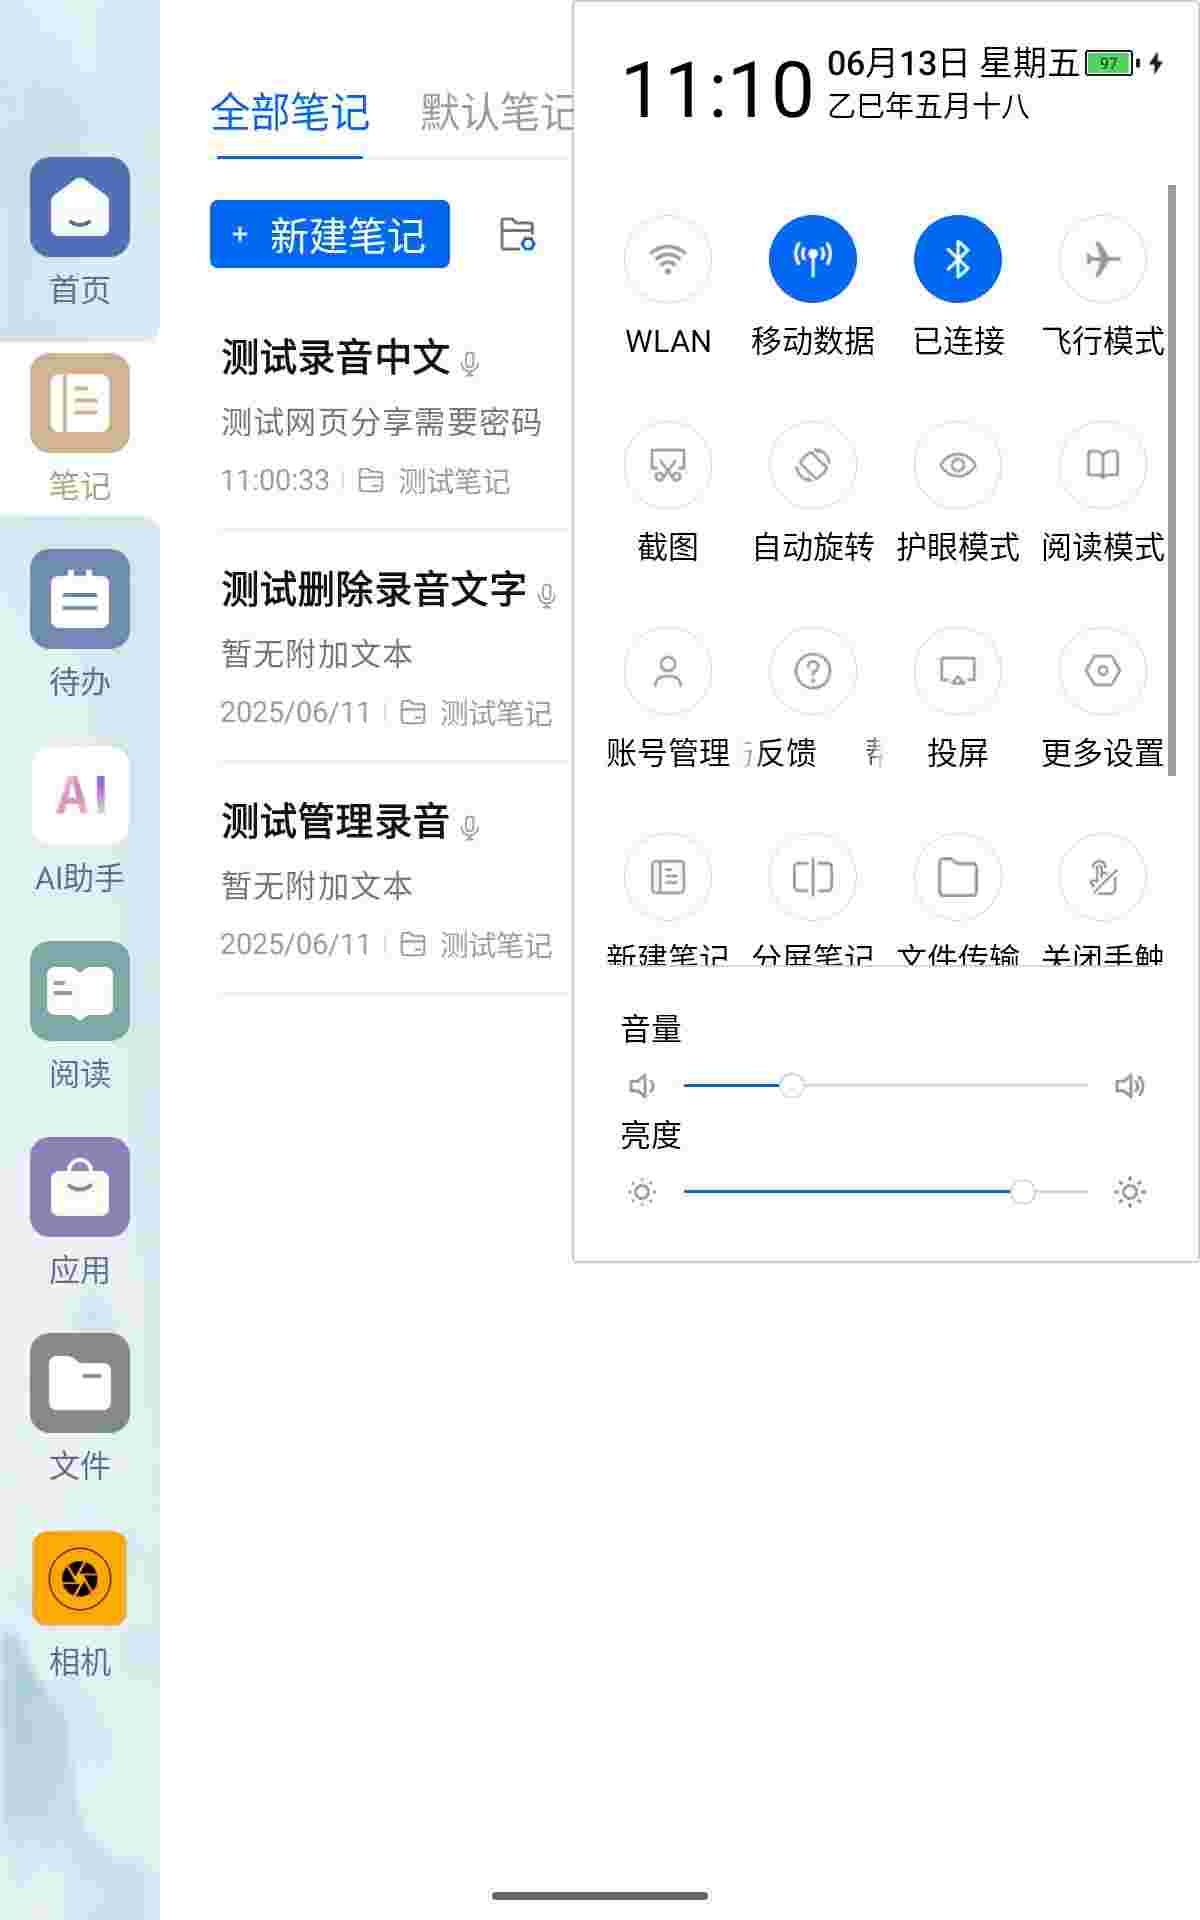 首页
笔记
待办
AI
AI助手
阅读
应用
文件
相机
全部笔记 默认笔记
+ 新建笔记
测试录音中文
测试网页分享需要密码
11:00:33 测试笔记
测试删除录音文字
暂无附加文本
2025/06/11 测试笔记
测试管理录音
暂无附加文本
2025/06/11 测试笔记
11:10
06月13日 星期五 97
乙巳年五月十八
WLAN 移动数据 已连接 飞行模式
截图 自动旋转 护眼模式 阅读模式
账号管理 反馈 帮 投屏 更多设置
新建笔记 分屏笔记 文件传输 关闭手触
音量
亮度